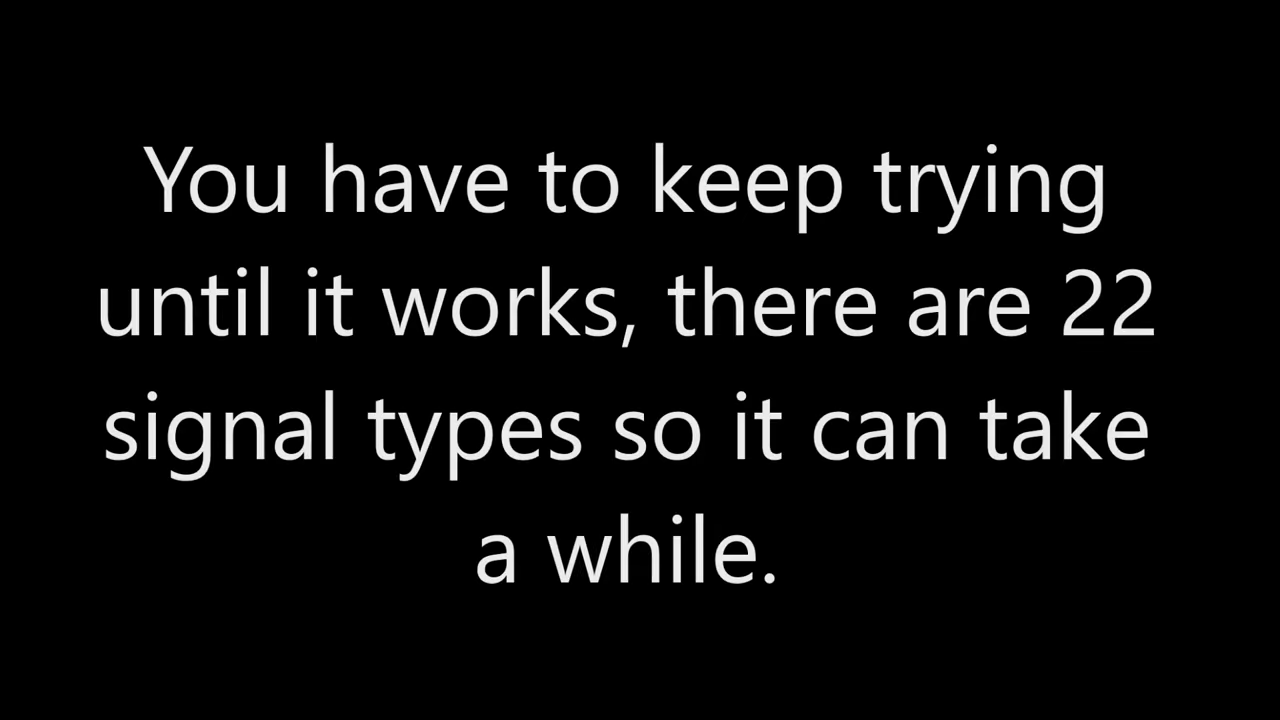 You have to keep trying
until it works, there are 22
signal types so it can take
a while.